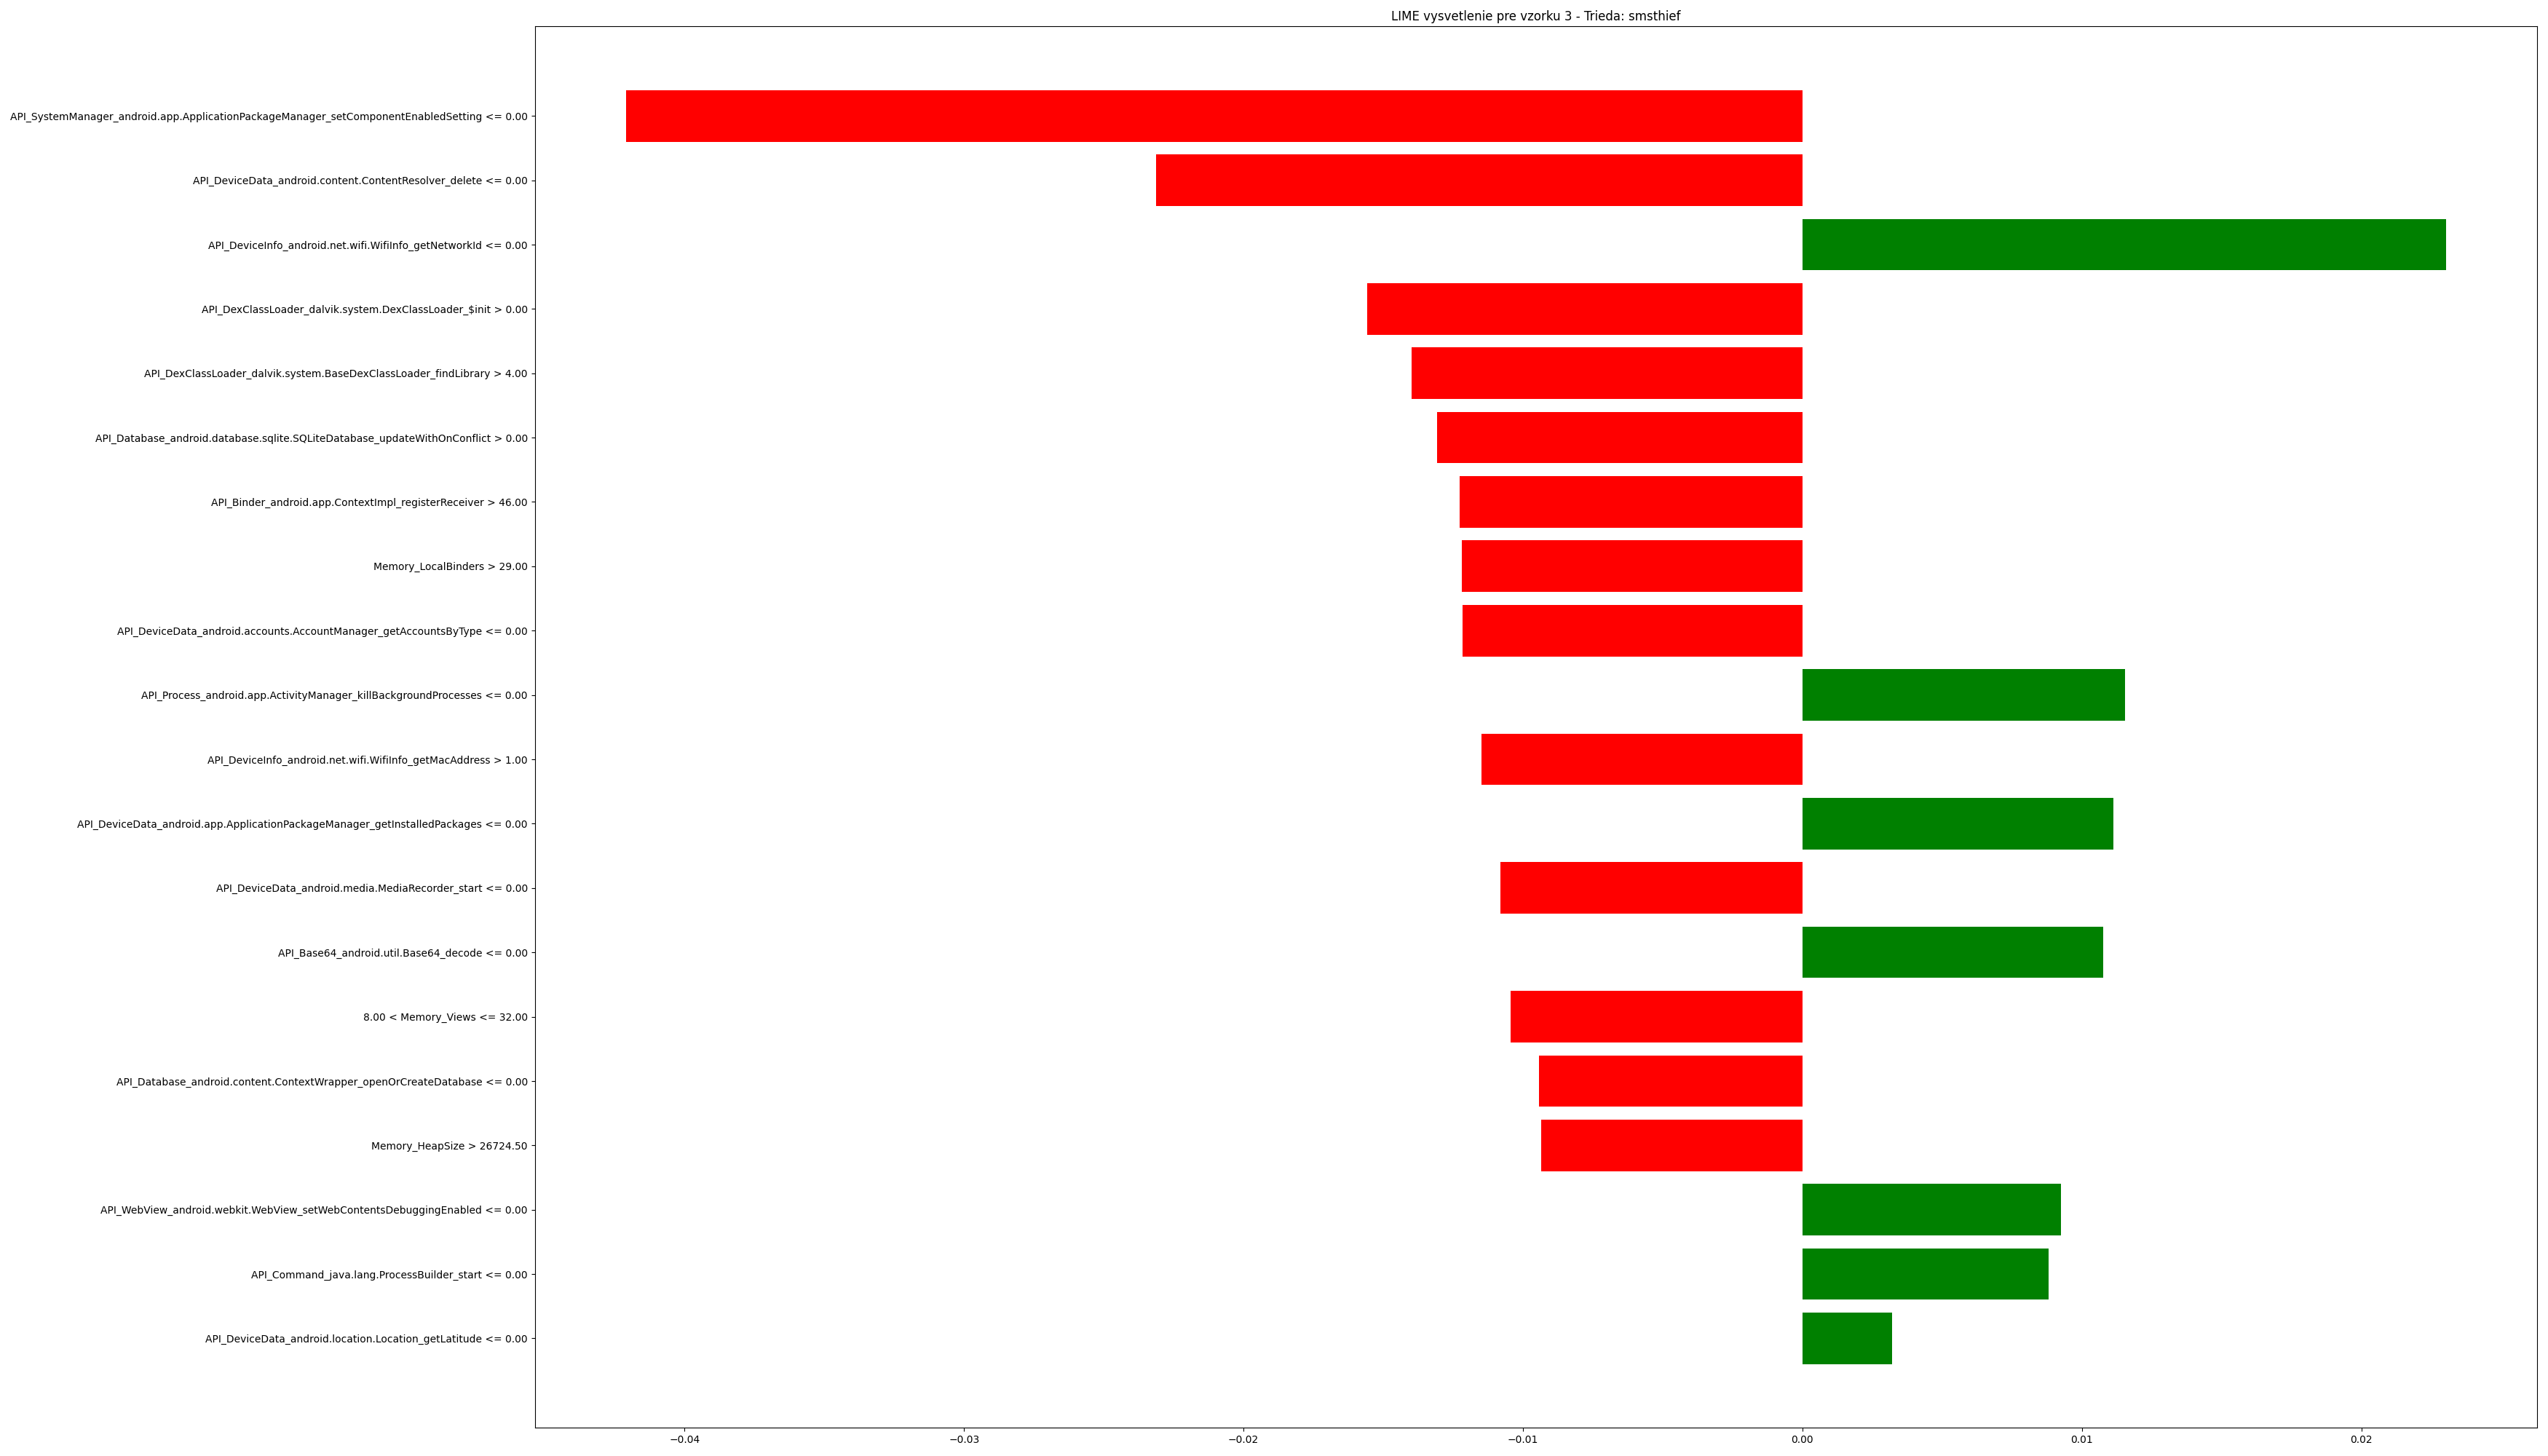 LIME vysvetlenie pre vzorku 3 - Trieda: smsthief
API_SystemManager_android.app.ApplicationPackageManager_setComponentEnabledSetting <= 0.00
API_DeviceData_android.content.ContentResolver_delete <= 0.00
API_DeviceInfo_android.net.wifi.WifiInfo_getNetworkId <= 0.00
API_DexClassLoader_dalvik.system.DexClassLoader_$init > 0.00
API_DexClassLoader_dalvik.system.BaseDexClassLoader_findLibrary > 4.00
API_Database_android.database.sqlite.SQLiteDatabase_updateWithOnConflict > 0.00
API_Binder_android.app.ContextImpl_registerReceiver > 46.00
Memory_LocalBinders > 29.00
API_DeviceData_android.accounts.AccountManager_getAccountsByType <= 0.00
API_Process_android.app.ActivityManager_killBackgroundProcesses <= 0.00
API_DeviceInfo_android.net.wifi.WifiInfo_getMacAddress > 1.00
API_DeviceData_android.app.ApplicationPackageManager_getInstalledPackages <= 0.00
API_DeviceData_android.media.MediaRecorder_start <= 0.00
API_Base64_android.util.Base64_decode <= 0.00
8.00 < Memory_Views <= 32.00
API_Database_android.content.ContextWrapper_openOrCreateDatabase <= 0.00
Memory_HeapSize > 26724.50
API_WebView_android.webkit.WebView_setWebContentsDebuggingEnabled <= 0.00
API_Command_java.lang.ProcessBuilder_start <= 0.00
API_DeviceData_android.location.Location_getLatitude <= 0.00
−0.04 −0.03 −0.02 −0.01 0.00 0.01 0.02